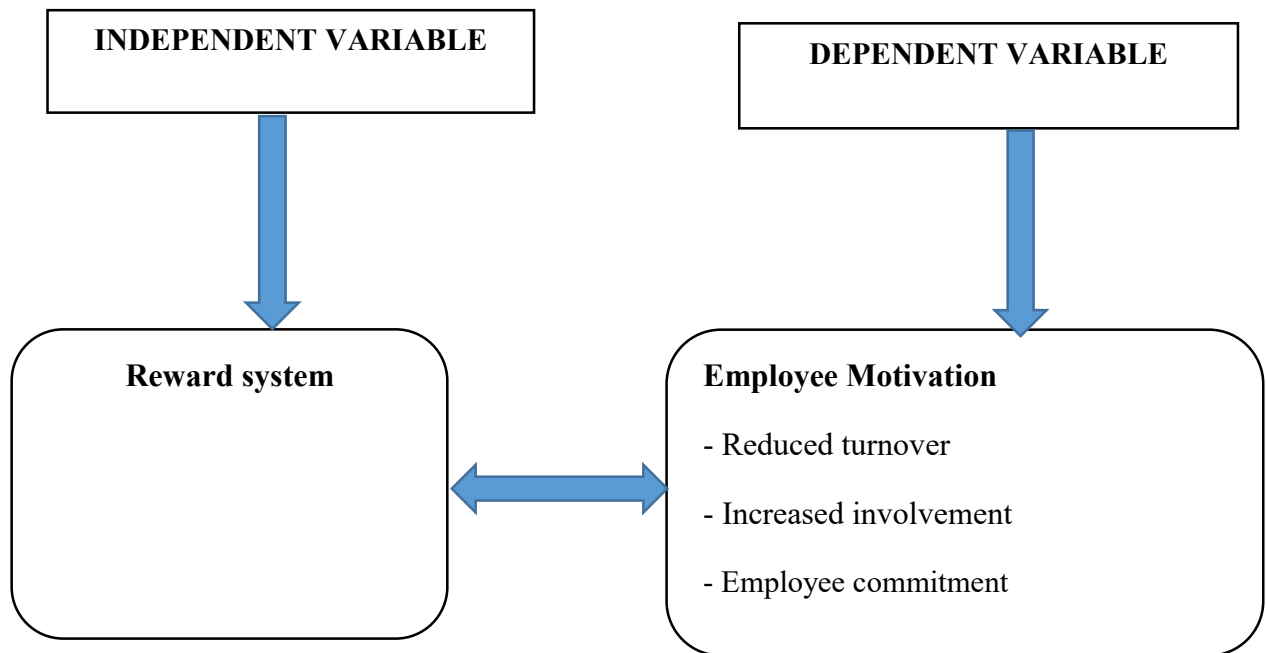 INDEPENDENT VARIABLE
DEPENDENT VARIABLE
Reward system
Employee Motivation
- Reduced turnover
- Increased involvement
- Employee commitment